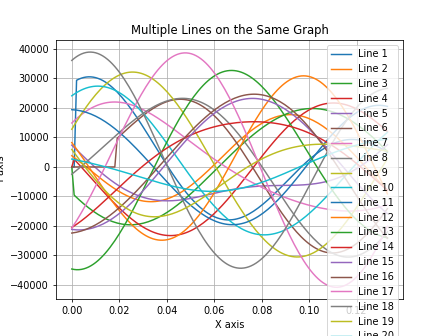 Multiple Lines on the Same Graph
40000
30000
20000
10000
0
−10000
−20000
−30000
−40000
0.00 0.02 0.04 0.06 0.08 0.10
X axis
Line 1
Line 2
Line 3
Line 4
Line 5
Line 6
Line 7
Line 8
Line 9
Line 10
Line 11
Line 12
Line 13
Line 14
Line 15
Line 16
Line 17
Line 18
Line 19
Line 20